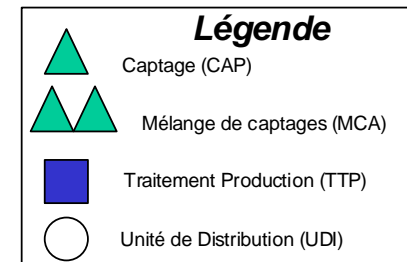 Légende
Captage (CAP)
Mélange de captages (MCA)
Traitement Production (TTP)
Unité de Distribution (UDI)